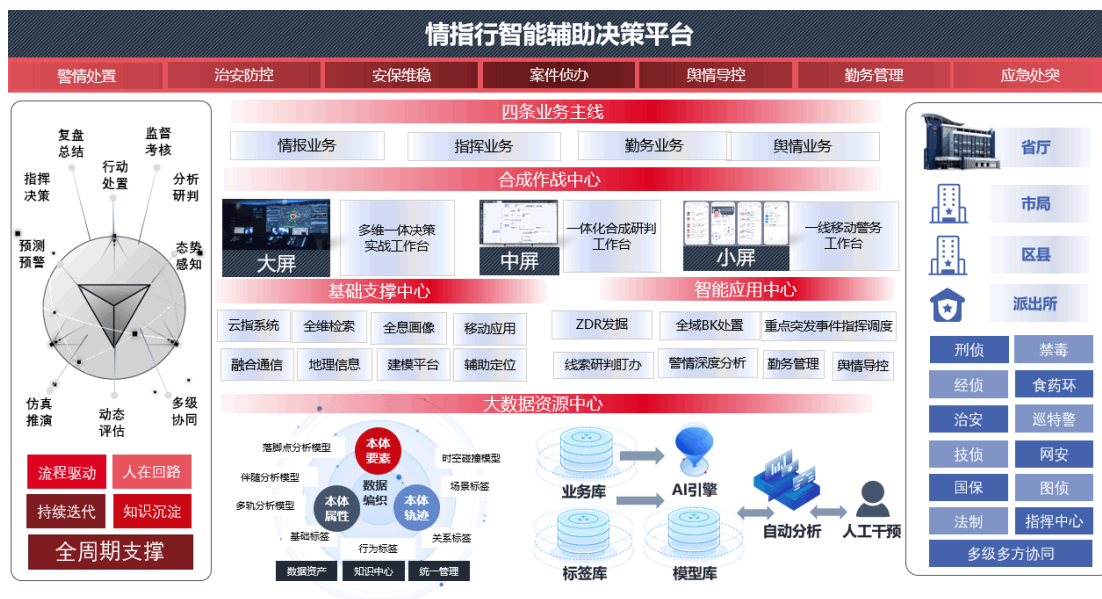 情指行智能辅助决策平台
警情处置 治安防控 安保维稳 案件侦办 舆情导控 勤务管理 应急处突
复盘
总结
监督
考核
指挥
决策
行动
处置
分析
研判
预测
预警
态势
感知
仿真
推演
动态
评估
多级
协同
流程驱动 人在回路
持续迭代 知识沉淀
全周期支撑
四条业务主线
情报业务 指挥业务 勤务业务 舆情业务
合成作战中心
大屏
多维一体决策
实战工作台
中屏
一体化合成研判
工作台
小屏
一线移动警务
工作台
基础支撑中心
云指系统 全维检索 全息画像 移动应用
融合通信 地理信息 建模平台 辅助定位
智能应用中心
ZDR发掘 全域BK处置 重点突发事件指挥调度
线索研判盯办 警情深度分析 勤务管理 舆情导控
大数据资源中心
落脚点分析模型
伴随分析模型
多轨分析模型
基础标签
行为标签
关系标签
场景标签
时空碰撞模型
本体
要素
数据
编织
本体
属性
本体
轨迹
数据资产 知识中心 统一管理
业务库
AI引擎
标签库
模型库
自动分析
人工干预
省厅
市局
区县
派出所
刑侦 禁毒
经侦 食药环
治安 巡特警
技侦 网安
国保 图侦
法制 指挥中心
多级多方协同